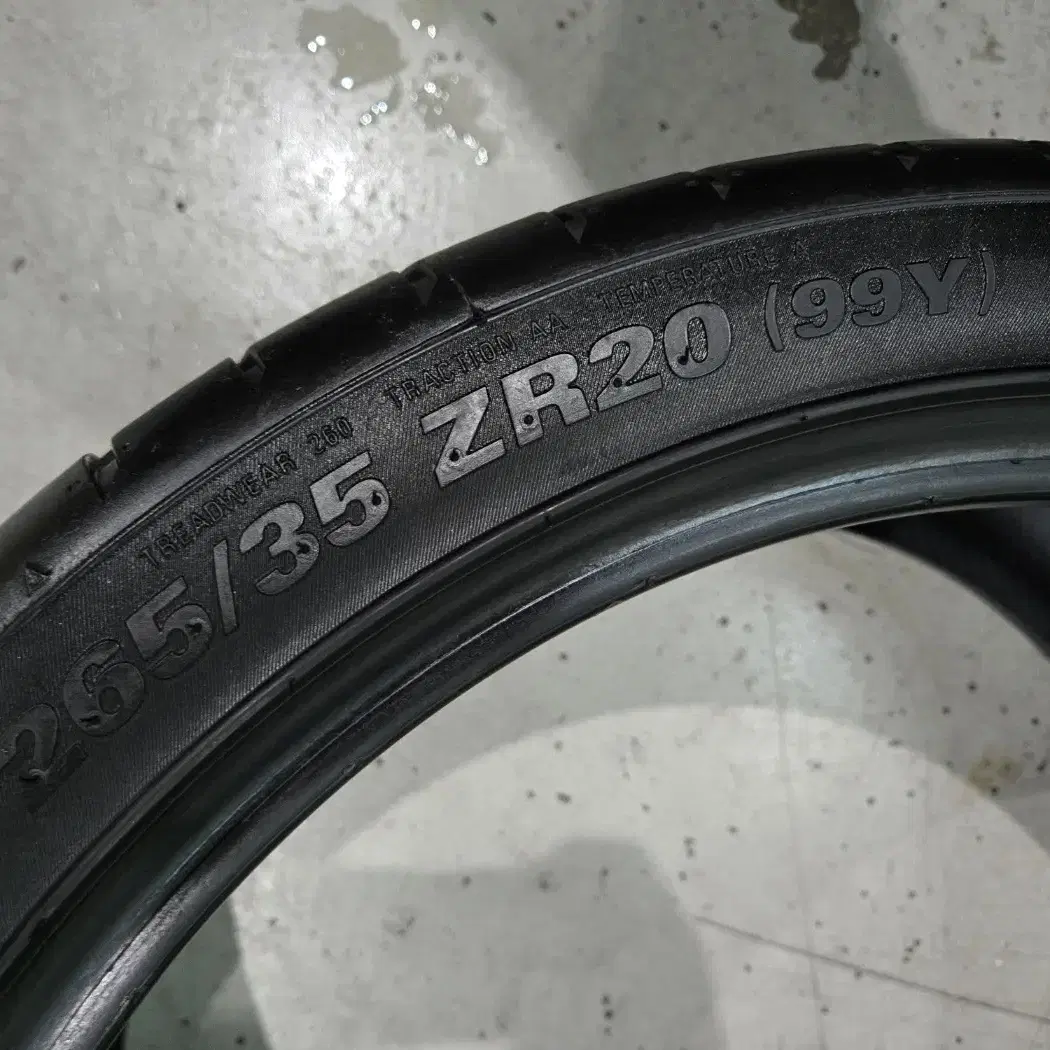 TREADWEAR 260 TRACTION AA TEMPERATURE A
265/35 ZR20 (99Y)